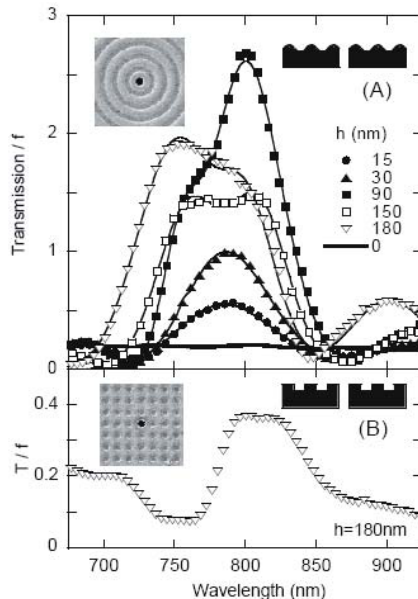 3
2
1
0
Transmission / f
(A)
h (nm)
15
30
90
150
180
0
0.4
0.2
0
T / f
(B)
h=180nm
700 750 800 850 900
Wavelength (nm)